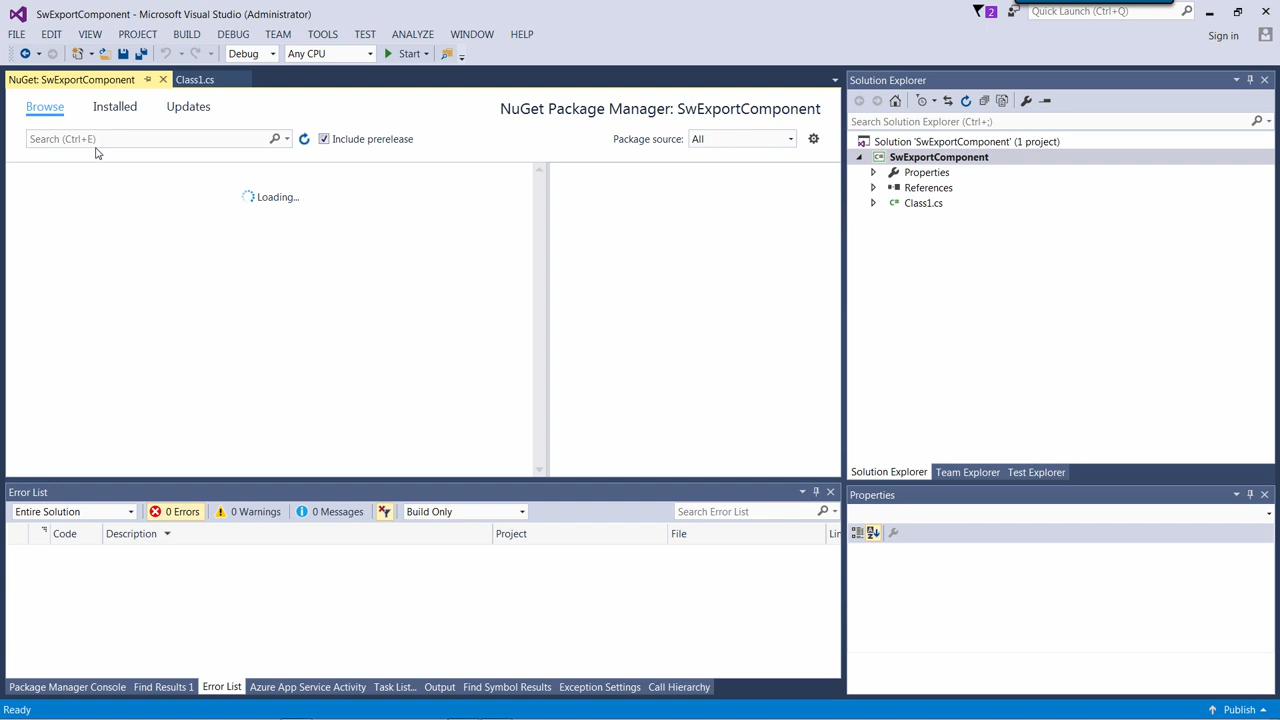 SwExportComponent - Microsoft Visual Studio (Administrator)
2
Quick Launch (Ctrl+Q)
FILE EDIT VIEW PROJECT BUILD DEBUG TEAM TOOLS TEST ANALYZE WINDOW HELP
Sign in
Debug Any CPU Start
NuGet: SwExportComponent Class1.cs
Browse Installed Updates
NuGet Package Manager: SwExportComponent
Search (Ctrl+E) Include prerelease Package source: All
Loading...
Solution Explorer
Search Solution Explorer (Ctrl+;)
Solution 'SwExportComponent' (1 project)
SwExportComponent
Properties
References
Class1.cs
Solution Explorer Team Explorer Test Explorer
Error List
Entire Solution 0 Errors 0 Warnings 0 Messages Build Only Search Error List
Code Description Project File Lin
Properties
Package Manager Console Find Results 1 Error List Azure App Service Activity Task List... Output Find Symbol Results Exception Settings Call Hierarchy
Ready
Publish